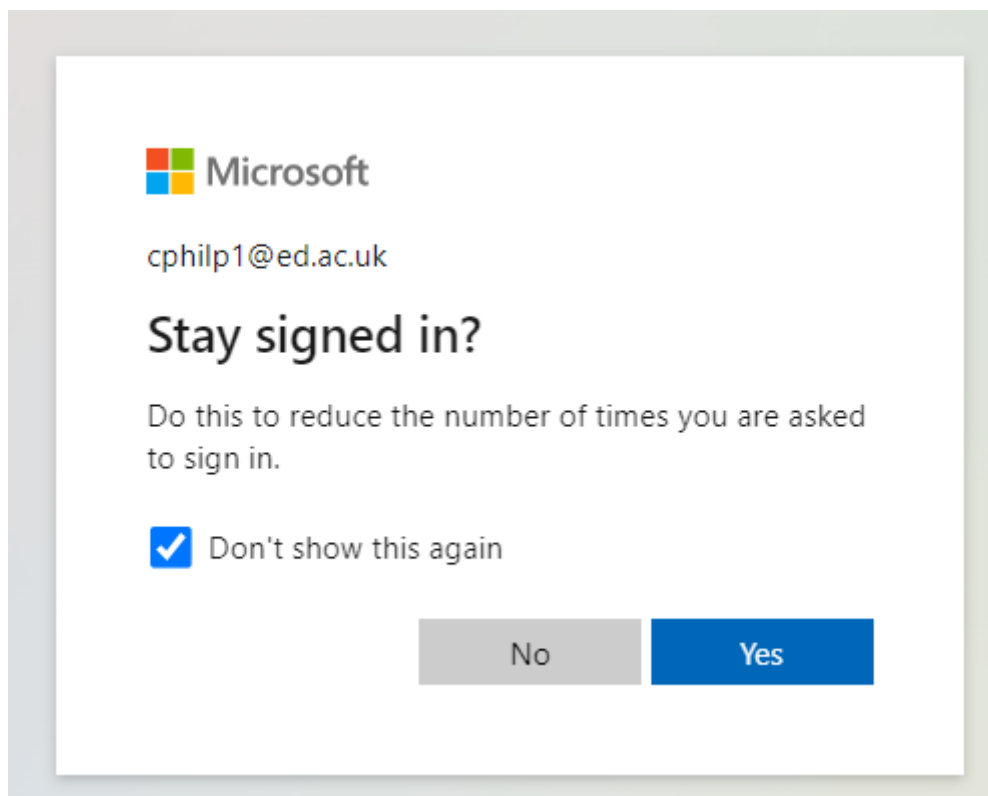 Microsoft
cphilp1@ed.ac.uk
Stay signed in?
Do this to reduce the number of times you are asked
to sign in.
Don't show this again
No
Yes